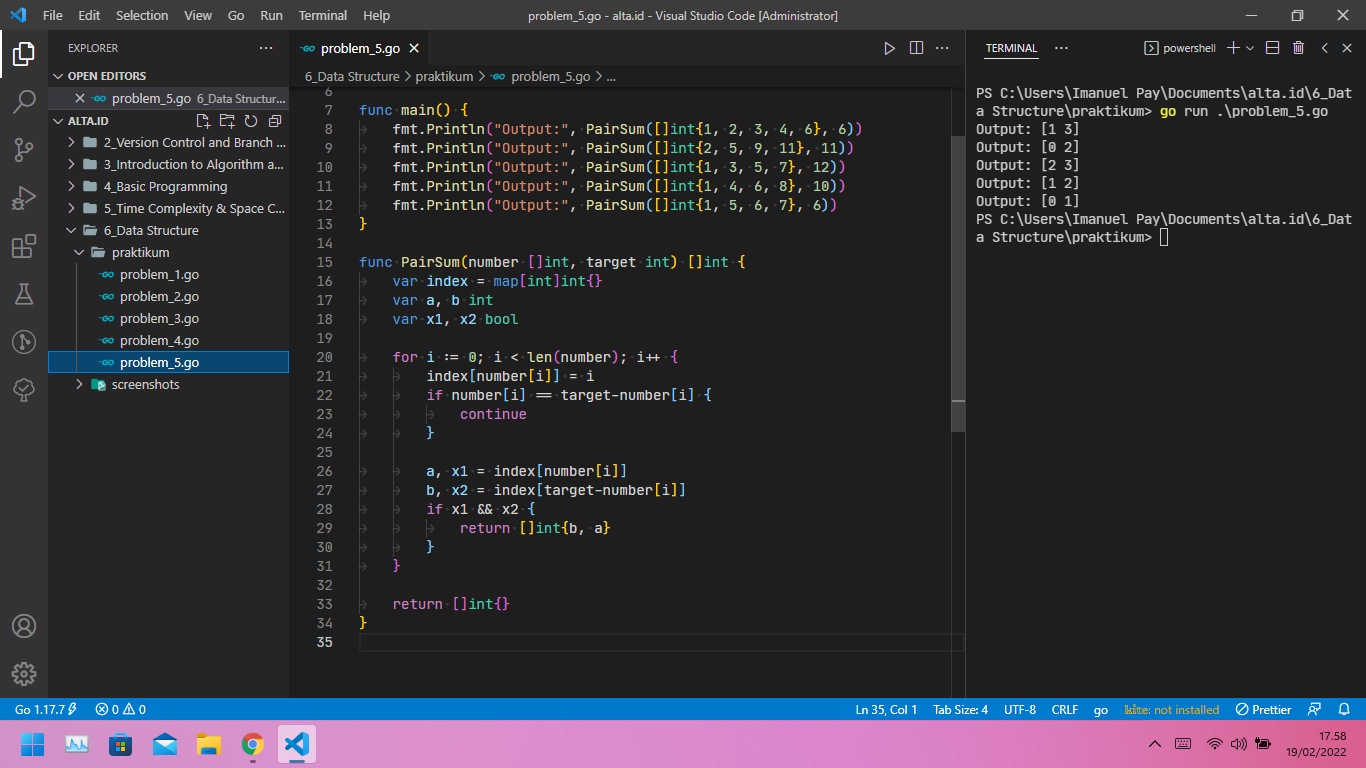 File Edit Selection View Go Run Terminal Help
problem_5.go - alta.id - Visual Studio Code [Administrator]
EXPLORER
OPEN EDITORS
problem_5.go 6_Data Structur...
ALTA.ID
2_Version Control and Branch ...
3_Introduction to Algorithm a...
4_Basic Programming
5_Time Complexity & Space C...
6_Data Structure
praktikum
problem_1.go
problem_2.go
problem_3.go
problem_4.go
problem_5.go
screenshots
problem_5.go
6_Data Structure > praktikum > problem_5.go > ...
6
7 func main() {
8 fmt.Println("Output:", PairSum([]int{1, 2, 3, 4, 6}, 6))
9 fmt.Println("Output:", PairSum([]int{2, 5, 9, 11}, 11))
10 fmt.Println("Output:", PairSum([]int{1, 3, 5, 7}, 12))
11 fmt.Println("Output:", PairSum([]int{1, 4, 6, 8}, 10))
12 fmt.Println("Output:", PairSum([]int{1, 5, 6, 7}, 6))
13 }
14
15 func PairSum(number []int, target int) []int {
16 var index = map[int]int{}
17 var a, b int
18 var x1, x2 bool
19
20 for i := 0; i < len(number); i++ {
21 index[number[i]] = i
22 if number[i] == target-number[i] {
23 continue
24 }
25
26 a, x1 = index[number[i]]
27 b, x2 = index[target-number[i]]
28 if x1 && x2 {
29 return []int{b, a}
30 }
31 }
32
33 return []int{}
34 }
35
TERMINAL
powershell
PS C:\Users\Imanuel Pay\Documents\alta.id\6_Dat
a Structure\praktikum> go run .\problem_5.go
Output: [1 3]
Output: [0 2]
Output: [2 3]
Output: [1 2]
Output: [0 1]
PS C:\Users\Imanuel Pay\Documents\alta.id\6_Dat
a Structure\praktikum>
Go 1.17.7 0 0
Ln 35, Col 1 Tab Size: 4 UTF-8 CRLF go kite: not installed Prettier
17.58
19/02/2022